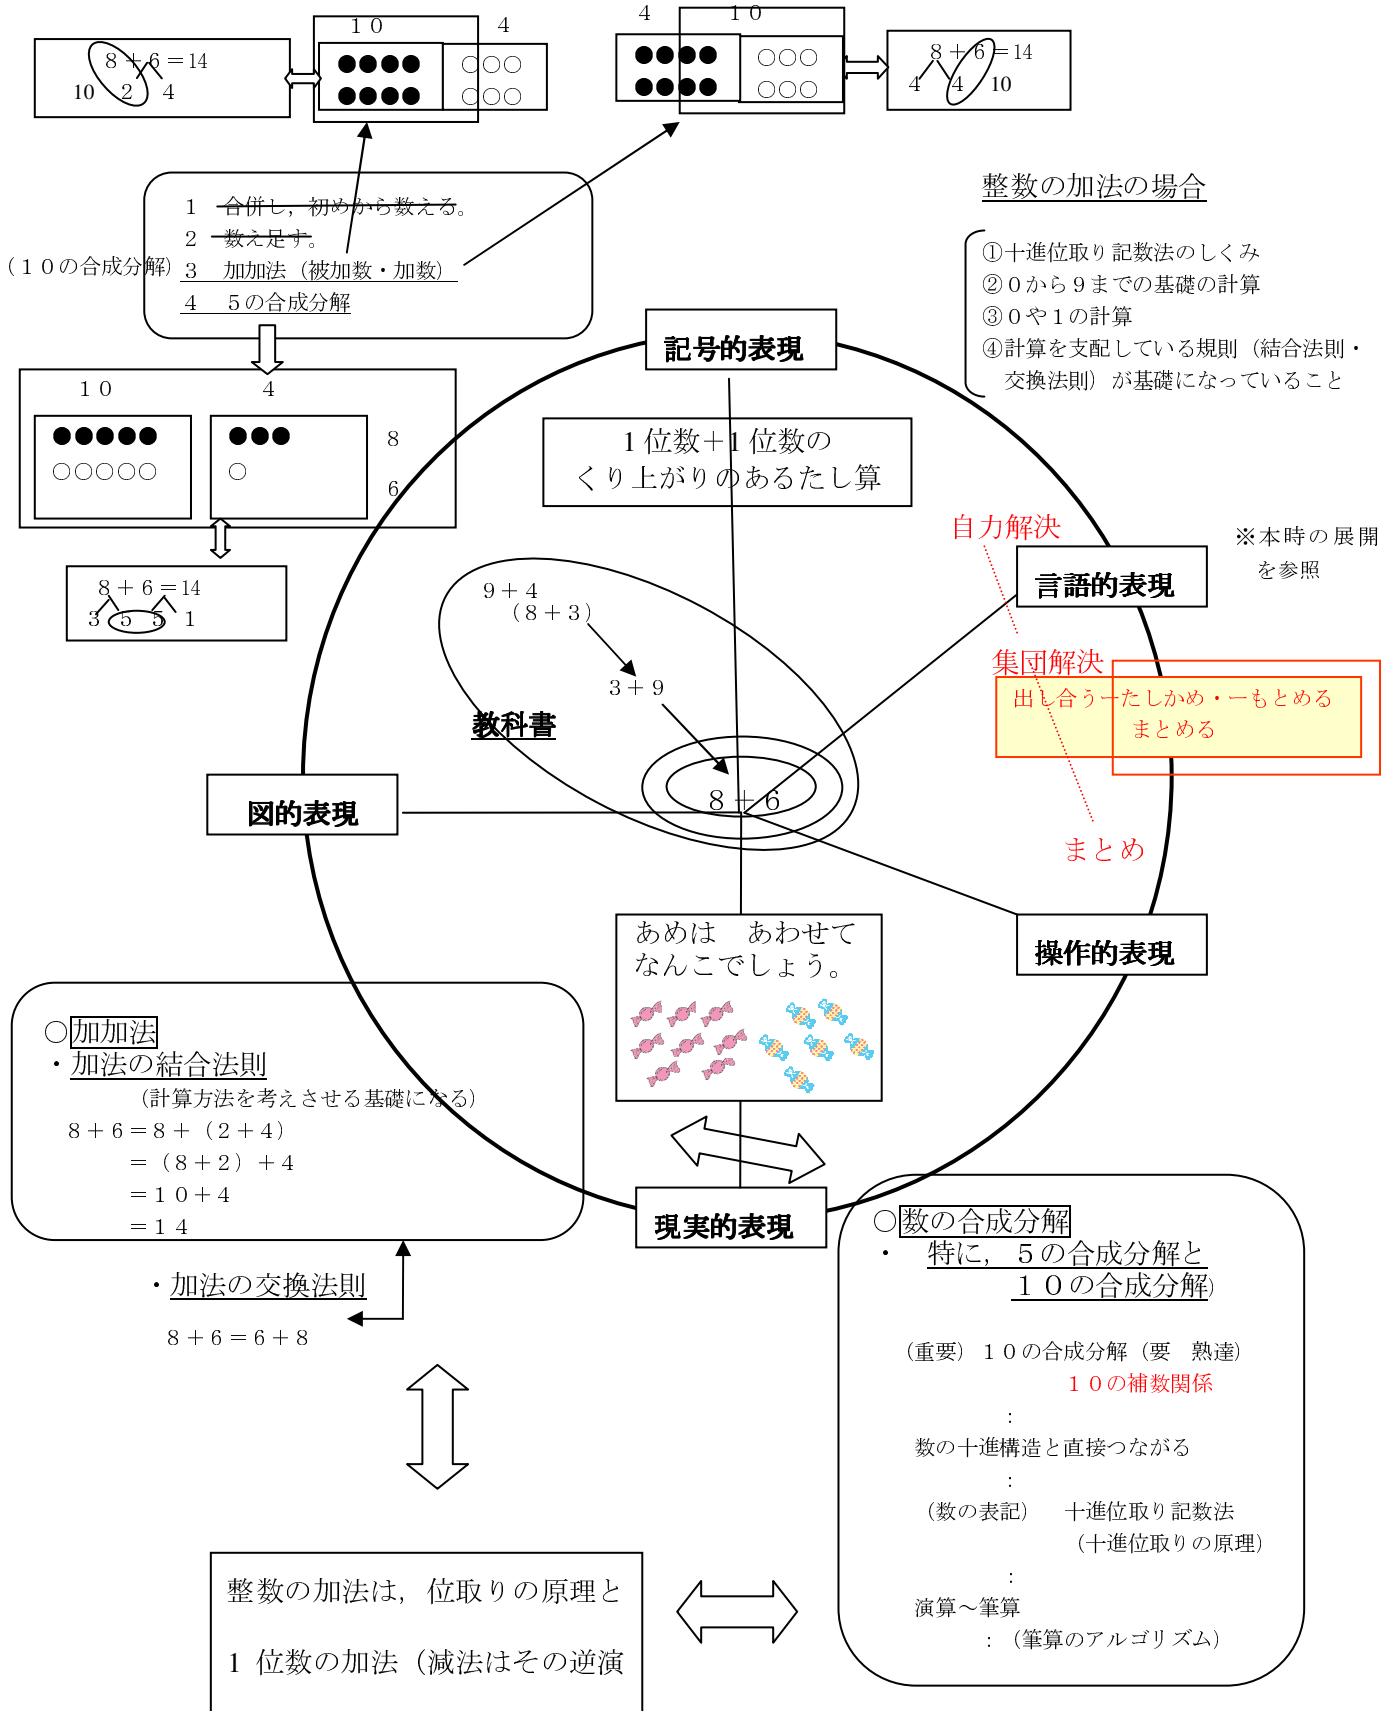 ８＋６＝14
10　2　4
１０　４
４　１０
８＋６＝14
4　4　10
整数の加法の場合
１　合併し，初めから数える。
２　数え足す。
（１０の合成分解）
３　加加法（被加数・加数）
４　５の合成分解
①十進位取り記数法のしくみ
②０から９までの基礎の計算
③０や１の計算
④計算を支配している規則（結合法則・
交換法則）が基礎になっていること
記号的表現
１０　４
８
６
８＋６＝14
3　5　5　1
１位数＋１位数の
くり上がりのあるたし算
自力解決
※本時の展開
を参照
言語的表現
集団解決
出し合うーたしかめ・ーもとめる
まとめる
まとめ
９＋４
（８＋３）
３＋９
教科書
８＋６
図的表現
操作的表現
あめは　あわせて
なんこでしょう。
現実的表現
○加加法
・加法の結合法則
（計算方法を考えさせる基礎になる）
８＋６＝８＋（２＋４）
＝（８＋２）＋４
＝１０＋４
＝１４
・加法の交換法則
８＋６＝６＋８
○数の合成分解
・　特に，５の合成分解と
１０の合成分解）
（重要）１０の合成分解（要　熟達）
１０の補数関係
：
数の十進構造と直接つながる
：
（数の表記）　十進位取り記数法
（十進位取りの原理）
：
演算～筆算
：（筆算のアルゴリズム）
整数の加法は，位取りの原理と
１位数の加法（減法はその逆演